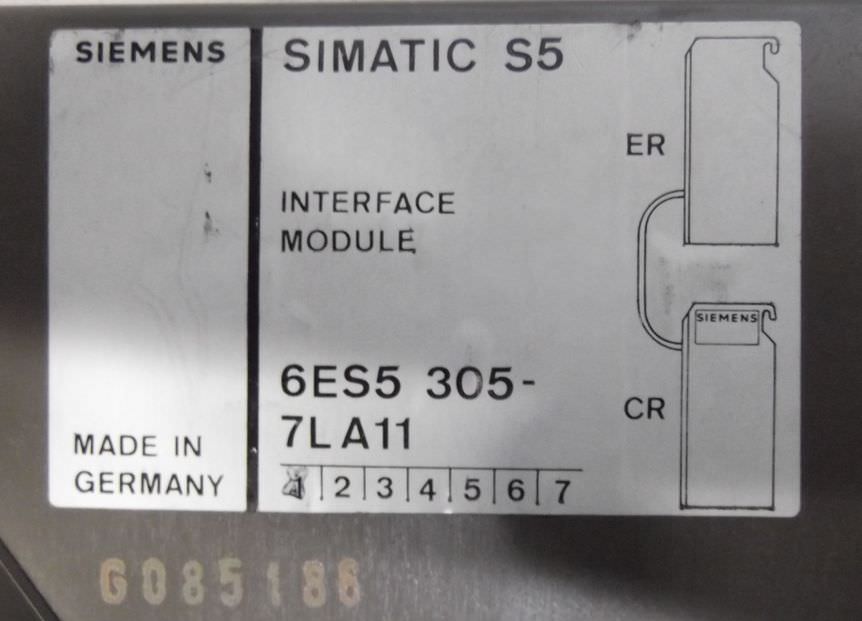 SIEMENS
SIMATIC S5
ER
INTERFACE
MODULE
SIEMENS
6ES5 305-
7LA11
CR
MADE IN
GERMANY
1 2 3 4 5 6 7
G085186